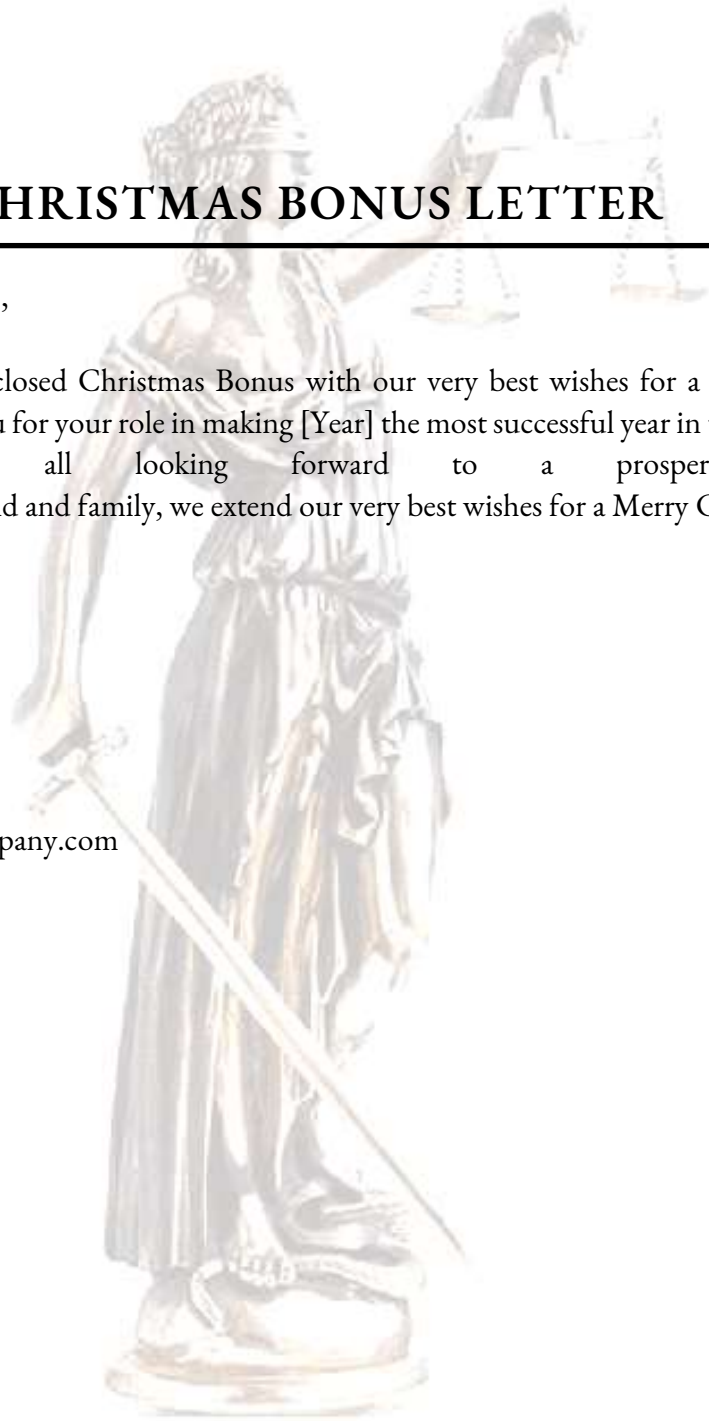 HRISTMAS BONUS LETTER
,
closed Christmas Bonus with our very best wishes for a
for your role in making [Year] the most successful year in
all looking forward to a prosper
d and family, we extend our very best wishes for a Merry
pany.com